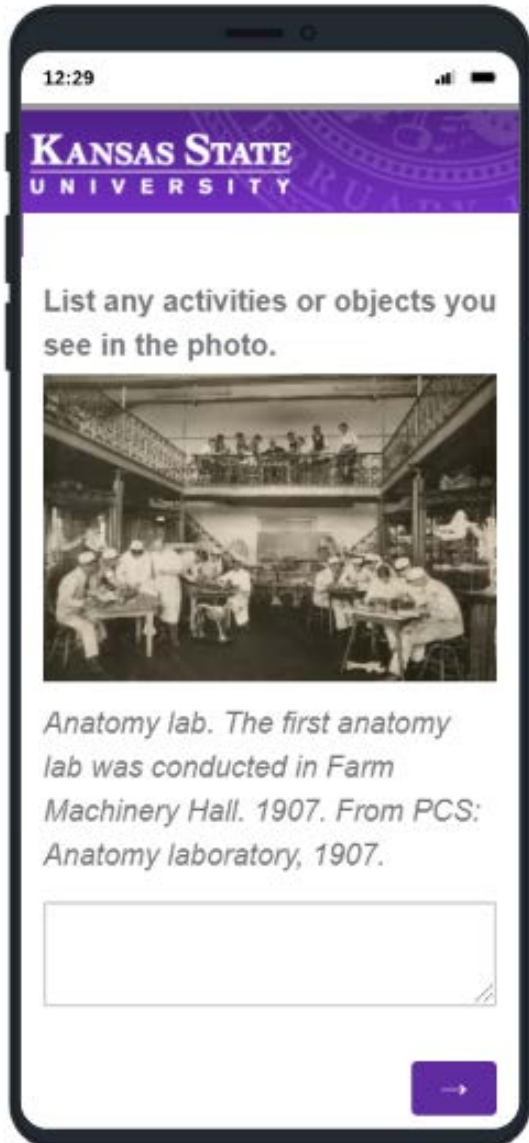 12:29
KANSAS STATE
UNIVERSITY
List any activities or objects you
see in the photo.
Anatomy lab. The first anatomy
lab was conducted in Farm
Machinery Hall. 1907. From PCS:
Anatomy laboratory, 1907.